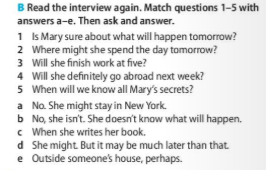 B Read the interview again. Match questions 1–5 with
answers a–e. Then ask and answer.
1 Is Mary sure about what will happen tomorrow?
2 Where might she spend the day tomorrow?
3 Will she finish work at five?
4 Will she definitely go abroad next week?
5 When will we know all Mary's secrets?
a No. She might stay in New York.
b No, she isn't. She doesn't know what will happen.
c When she writes her book.
d She might. But it may be much later than that.
e Outside someone's house, perhaps.